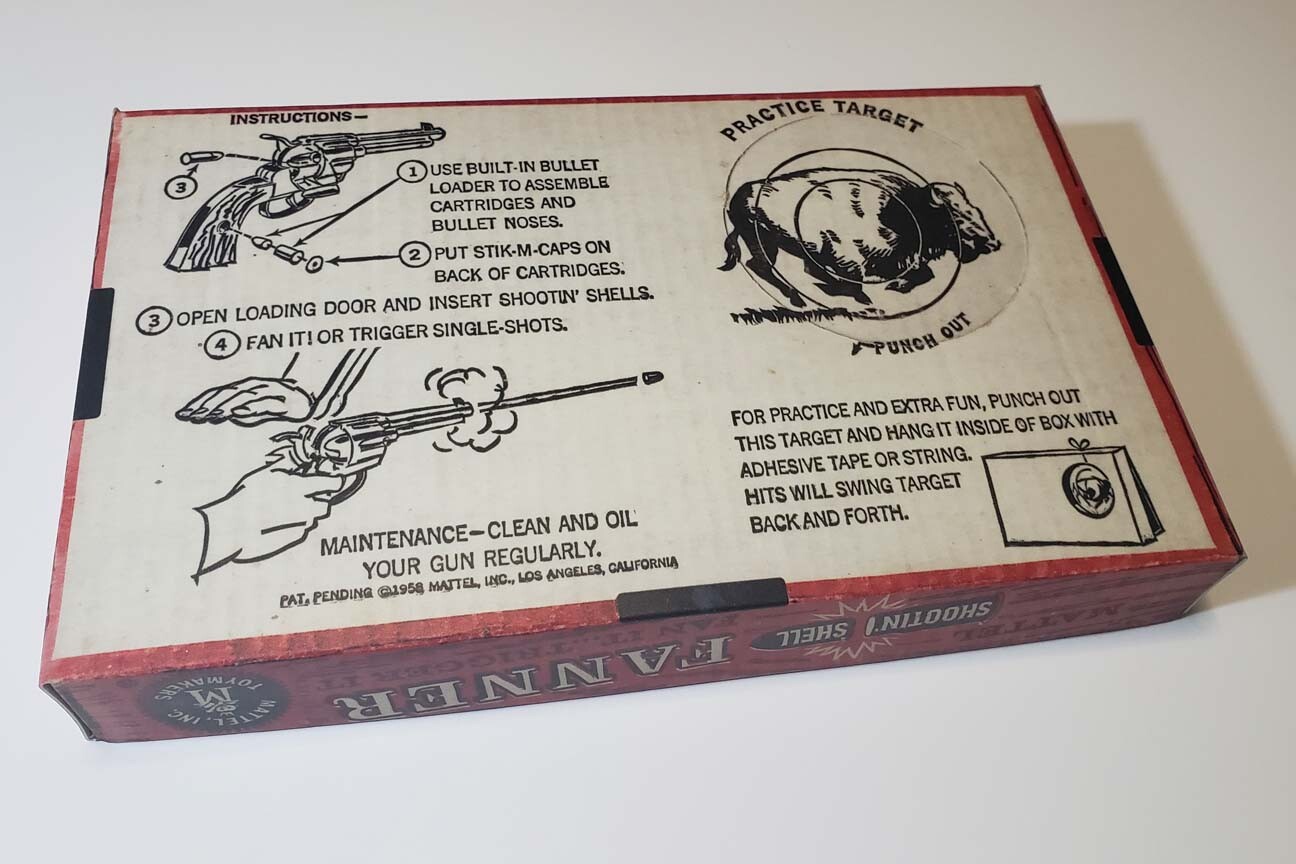 INSTRUCTIONS—
3
1 USE BUILT-IN BULLET
LOADER TO ASSEMBLE
CARTRIDGES AND
BULLET NOSES.
2 PUT STIK-M-CAPS ON
BACK OF CARTRIDGES.
3 OPEN LOADING DOOR AND INSERT SHOOTIN' SHELLS.
4 FAN IT! OR TRIGGER SINGLE-SHOTS.
MAINTENANCE—CLEAN AND OIL
YOUR GUN REGULARLY.
PAT. PENDING ©1958 MATTEL, INC., LOS ANGELES, CALIFORNIA
PRACTICE TARGET
PUNCH OUT
FOR PRACTICE AND EXTRA FUN, PUNCH OUT
THIS TARGET AND HANG IT INSIDE OF BOX WITH
ADHESIVE TAPE OR STRING.
HITS WILL SWING TARGET
BACK AND FORTH.
MATTEL
SHOOTIN' SHELL
FANNER
MATTEL, INC.
M
TOYMAKERS